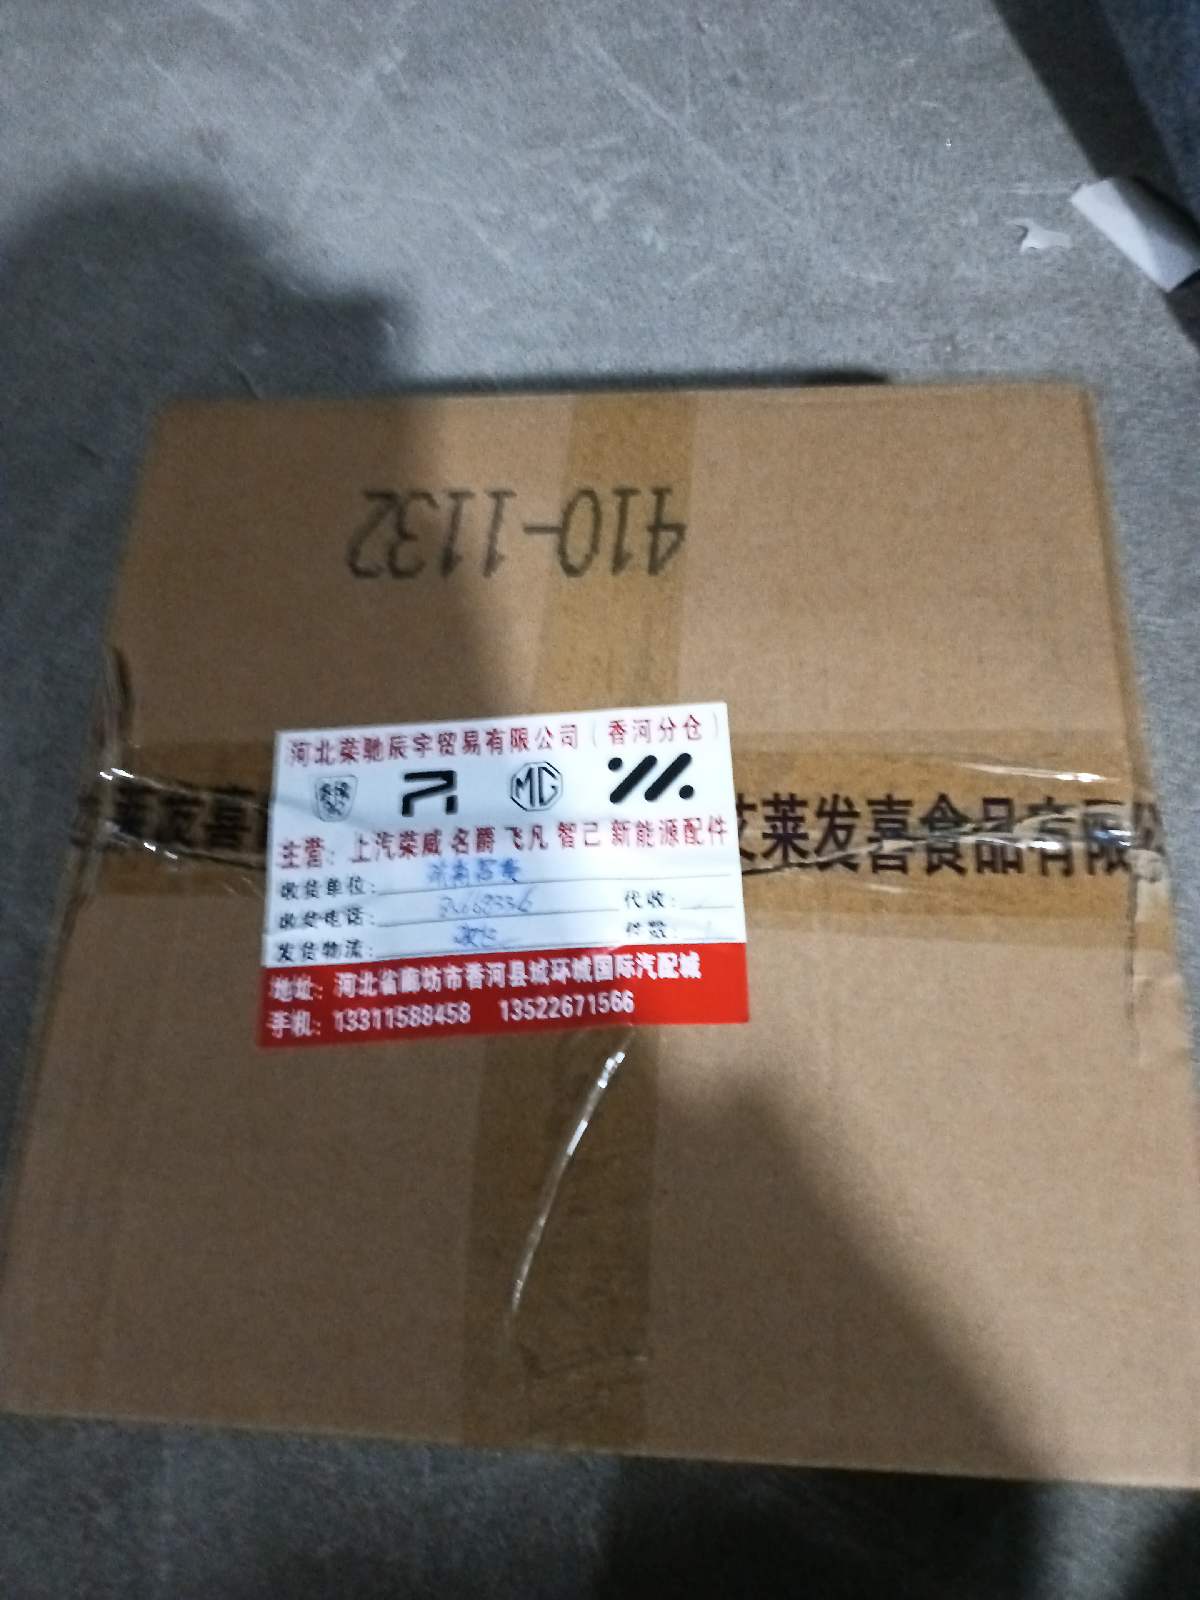 410-1132
河北荣驰辰宇贸易有限公司（香河分仓）
MG
主营：上汽荣威 名爵 飞凡 智己 新能源配件
收货单位：
收货电话： 代收：
发货物流： 件数：
地址：河北省廊坊市香河县城环城国际汽配城
手机：13311588458 13522671566
莱发喜
艾莱发喜食品有限公